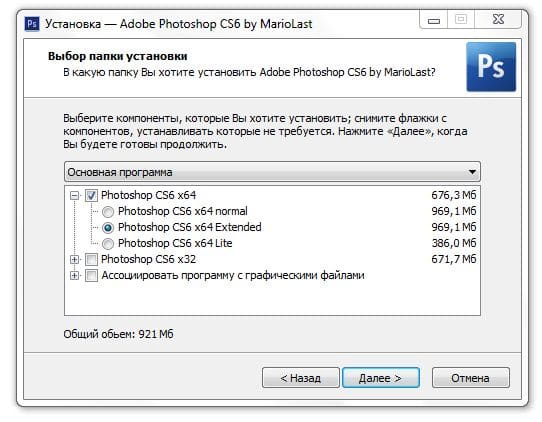 Установка — Adobe Photoshop CS6 by MarioLast
Выбор папки установки
В какую папку Вы хотите установить Adobe Photoshop CS6 by MarioLast?
Ps
Выберите компоненты, которые Вы хотите установить; снимите флажки с
компонентов, устанавливать которые не требуется. Нажмите «Далее», когда
Вы будете готовы продолжить.
Основная программа
Photoshop CS6 x64 676,3 Мб
Photoshop CS6 x64 normal 969,1 Мб
Photoshop CS6 x64 Extended 969,1 Мб
Photoshop CS6 x64 Lite 386,0 Мб
Photoshop CS6 x32 671,7 Мб
Ассоциировать программу с графическими файлами
Общий обьем: 921 Мб
< Назад Далее > Отмена